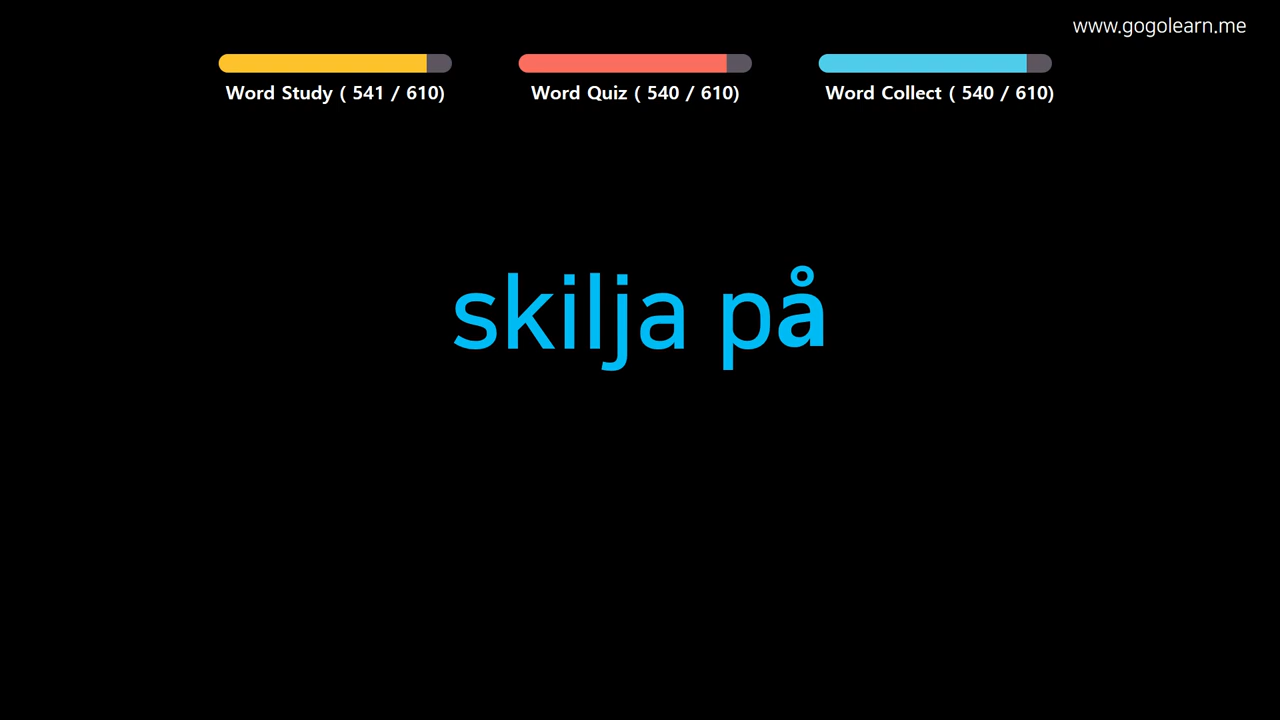 www.gogolearn.me
Word Study ( 541 / 610)
Word Quiz ( 540 / 610)
Word Collect ( 540 / 610)
skilja på